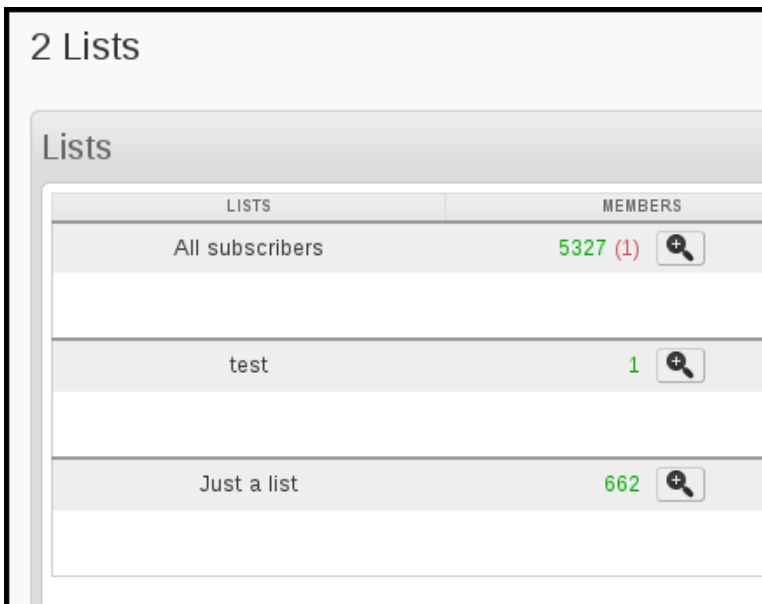 2 Lists
Lists
LISTS MEMBERS
All subscribers 5327 (1)
test 1
Just a list 662